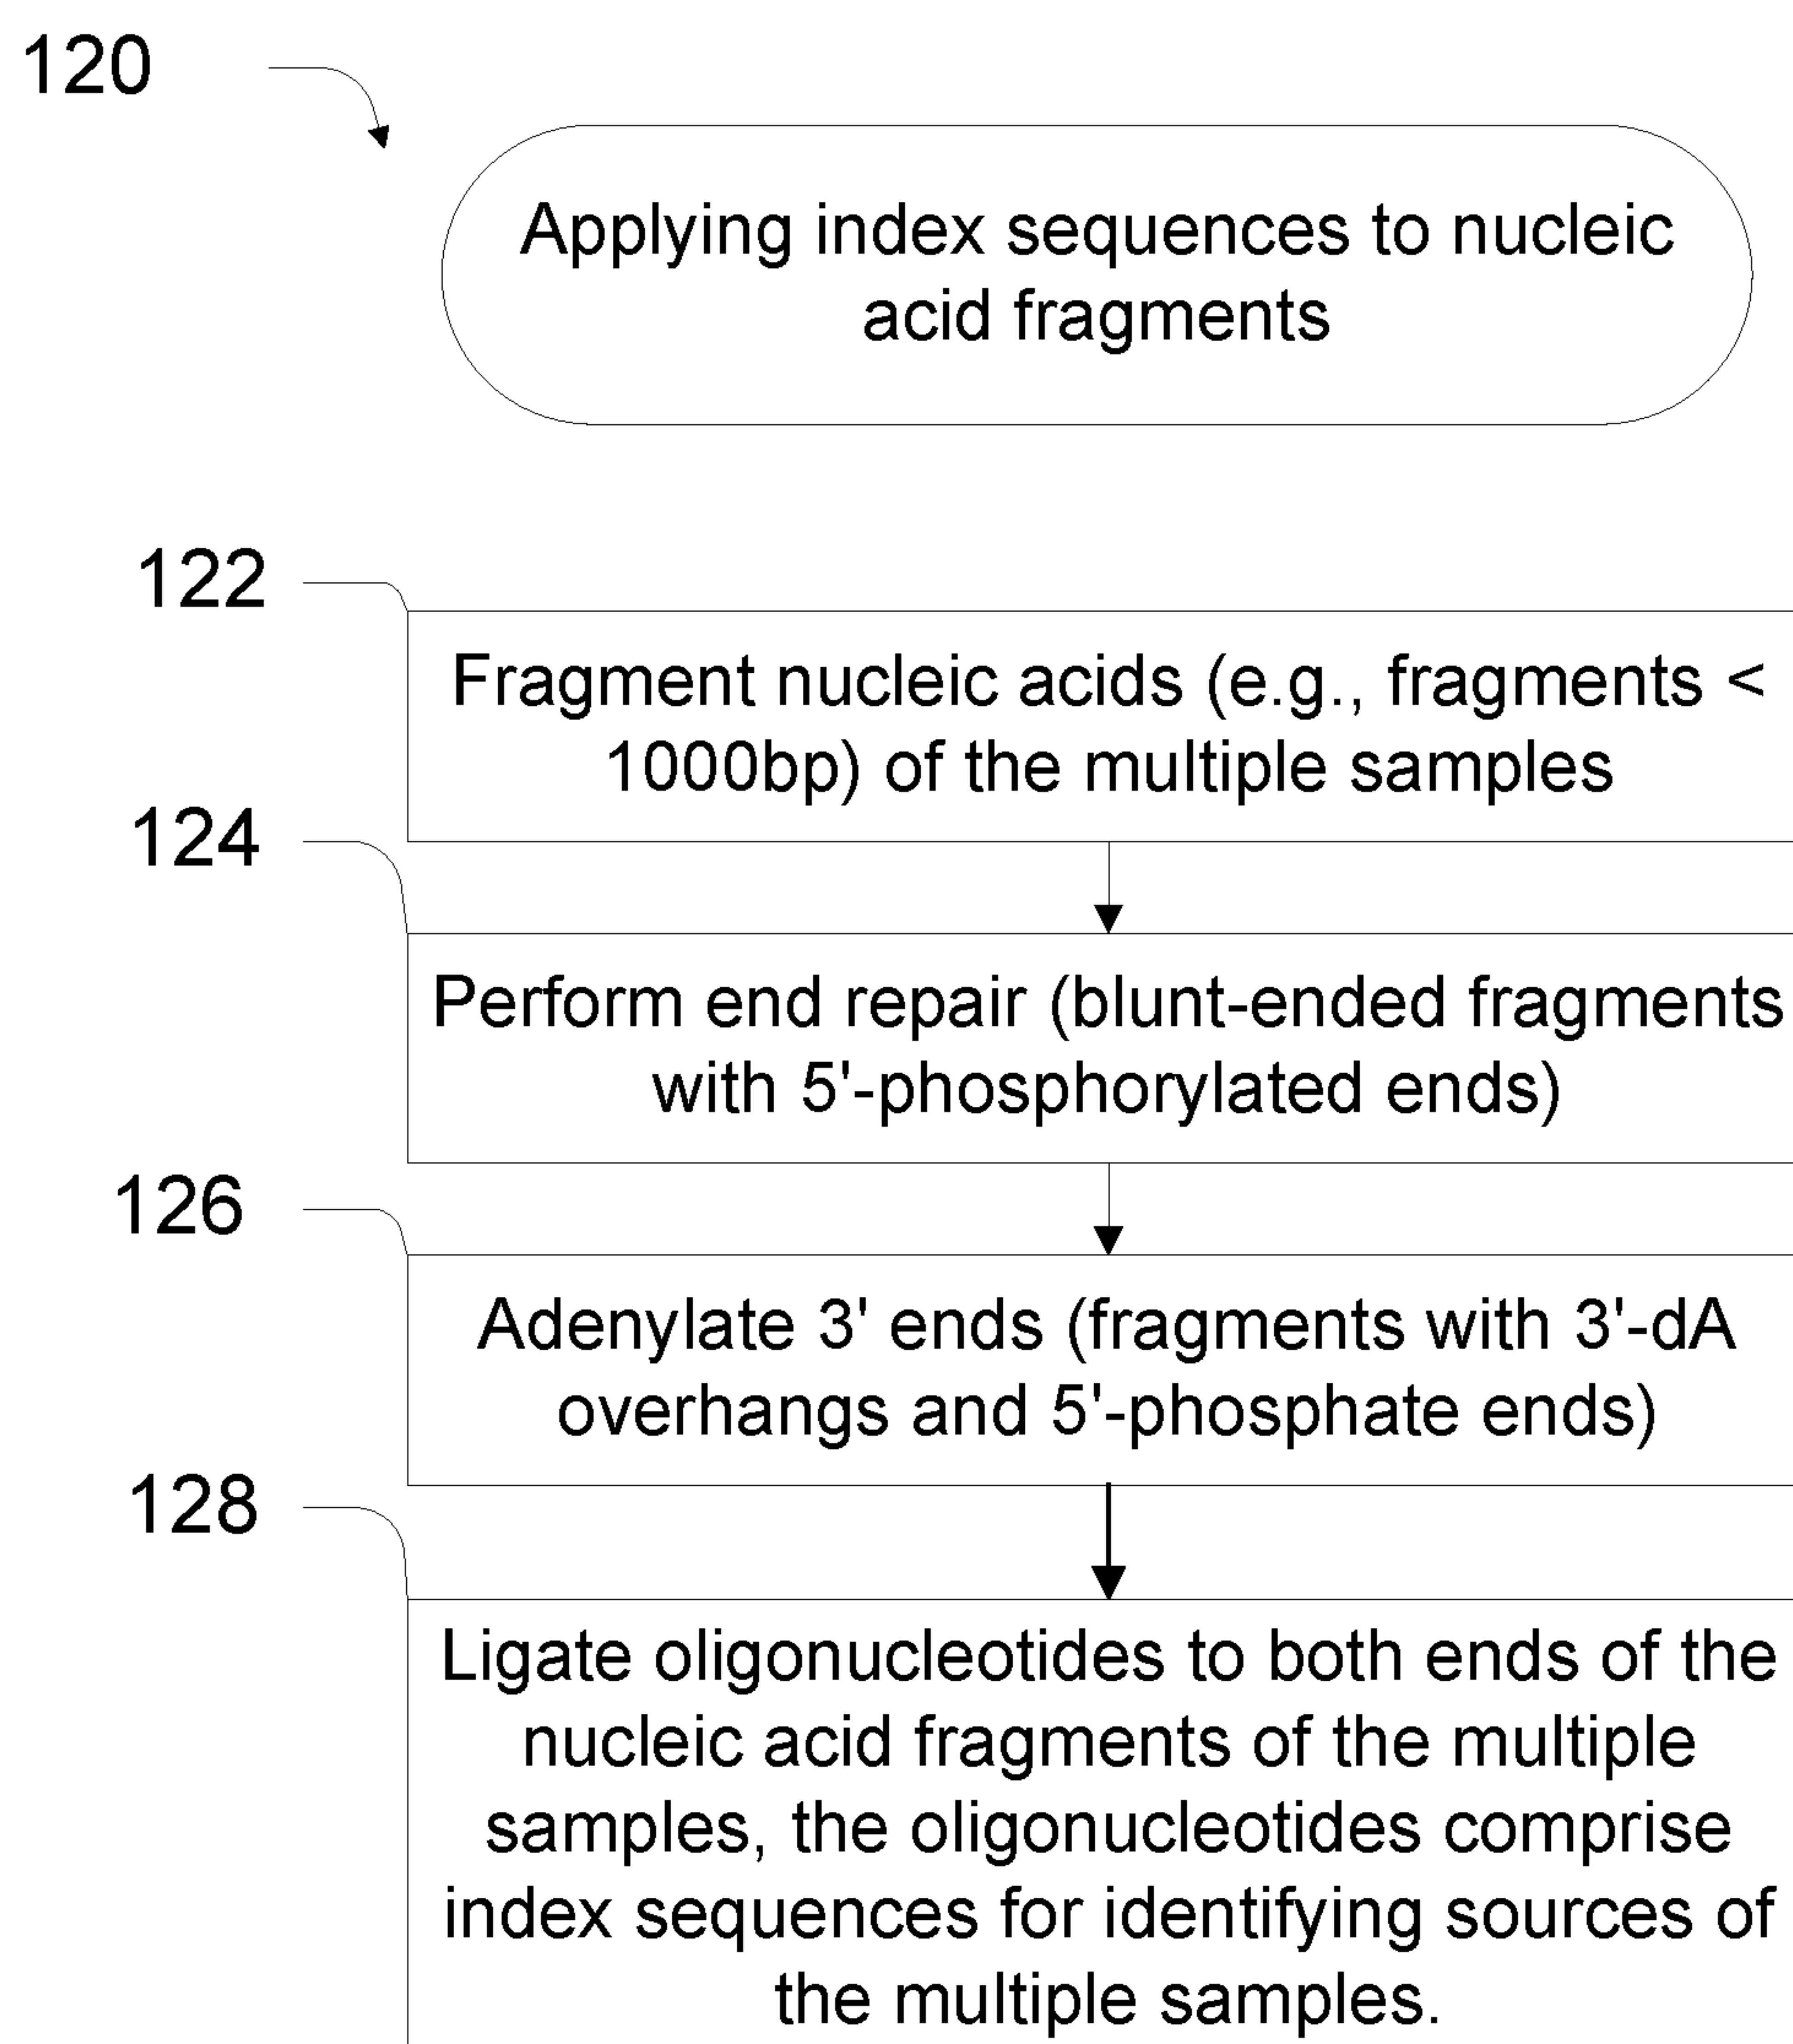 120
Applying index sequences to nucleic
acid fragments
122
Fragment nucleic acids (e.g., fragments <
1000bp) of the multiple samples
124
Perform end repair (blunt-ended fragments
with 5'-phosphorylated ends)
126
Adenylate 3' ends (fragments with 3'-dA
overhangs and 5'-phosphate ends)
128
Ligate oligonucleotides to both ends of the
nucleic acid fragments of the multiple
samples, the oligonucleotides comprise
index sequences for identifying sources of
the multiple samples.